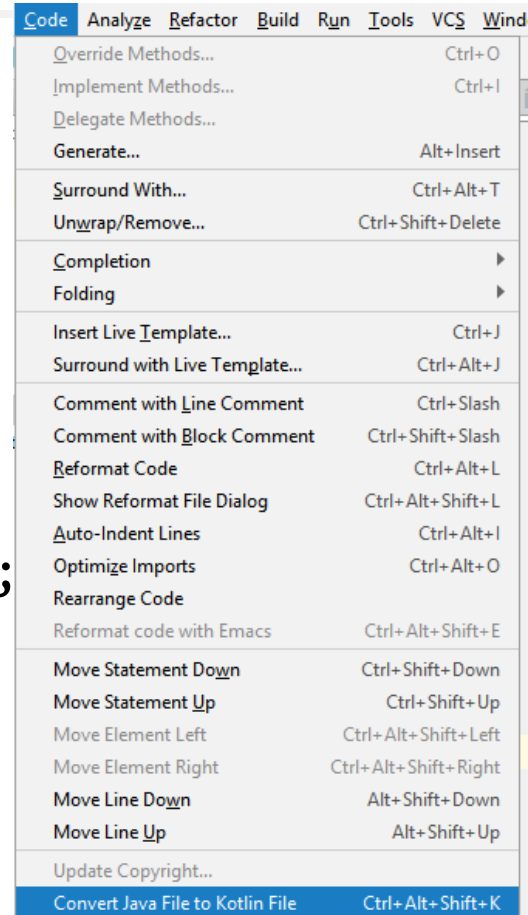 Code Analyze Refactor Build Run Tools VCS Wind
Override Methods... Ctrl+O
Implement Methods... Ctrl+I
Delegate Methods...
Generate... Alt+Insert
Surround With... Ctrl+Alt+T
Unwrap/Remove... Ctrl+Shift+Delete
Completion
Folding
Insert Live Template... Ctrl+J
Surround with Live Template... Ctrl+Alt+J
Comment with Line Comment Ctrl+Slash
Comment with Block Comment Ctrl+Shift+Slash
Reformat Code Ctrl+Alt+L
Show Reformat File Dialog Ctrl+Alt+Shift+L
Auto-Indent Lines Ctrl+Alt+I
; Optimize Imports Ctrl+Alt+O
Rearrange Code
Reformat code with Emacs Ctrl+Alt+Shift+E
Move Statement Down Ctrl+Shift+Down
Move Statement Up Ctrl+Shift+Up
Move Element Left Ctrl+Alt+Shift+Left
Move Element Right Ctrl+Alt+Shift+Right
Move Line Down Alt+Shift+Down
Move Line Up Alt+Shift+Up
Update Copyright...
Convert Java File to Kotlin File Ctrl+Alt+Shift+K